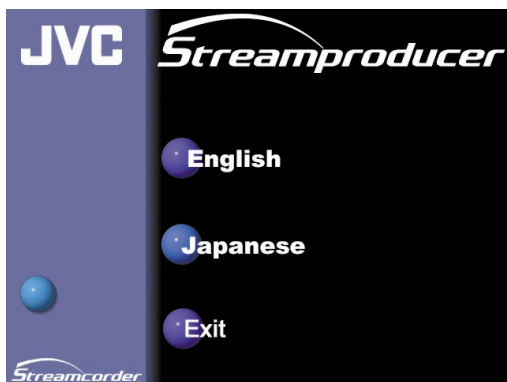 JVC
Streamproducer
English
Japanese
Exit
Streamcorder